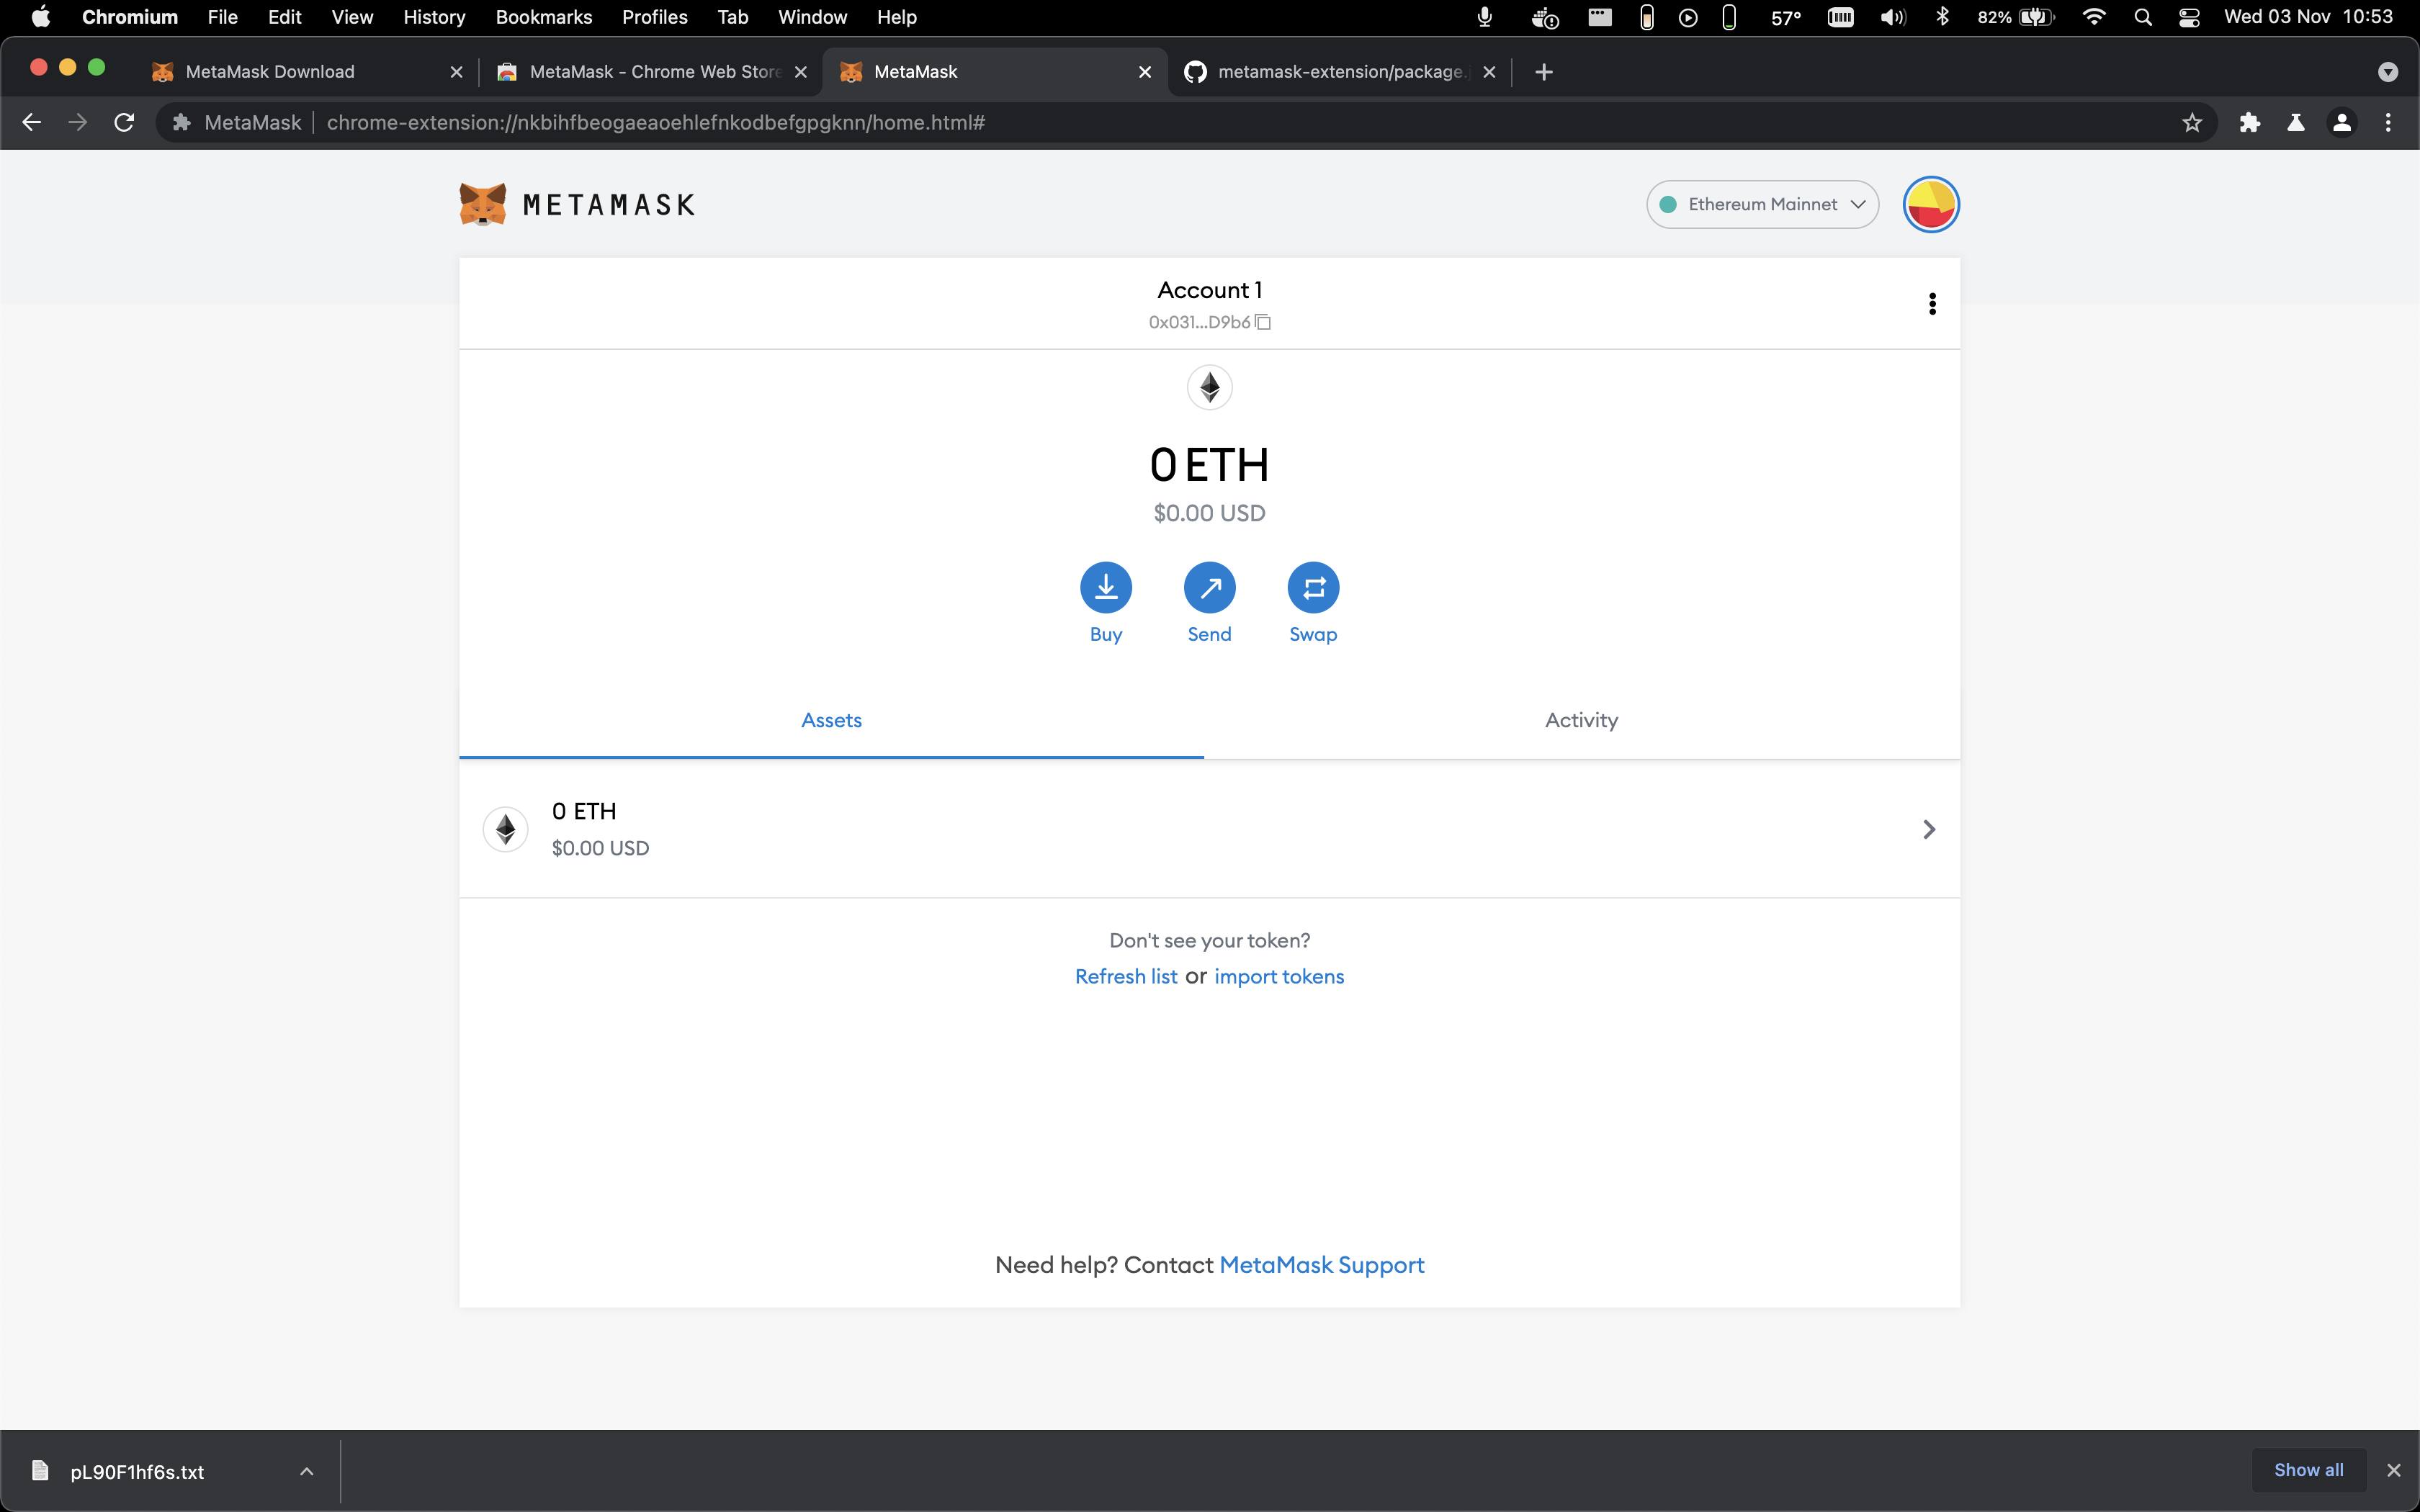 Chromium File Edit View History Bookmarks Profiles Tab Window Help 57° 82% Wed 03 Nov 10:53
MetaMask Download MetaMask - Chrome Web Store MetaMask metamask-extension/package.j
MetaMask chrome-extension://nkbihfbeogaeaoehlefnkodbefgpgknn/home.html#
METAMASK Ethereum Mainnet
Account 1
0x031...D9b6
0 ETH
$0.00 USD
Buy Send Swap
Assets Activity
0 ETH
$0.00 USD
Don't see your token?
Refresh list or import tokens
Need help? Contact MetaMask Support
pL90F1hf6s.txt Show all